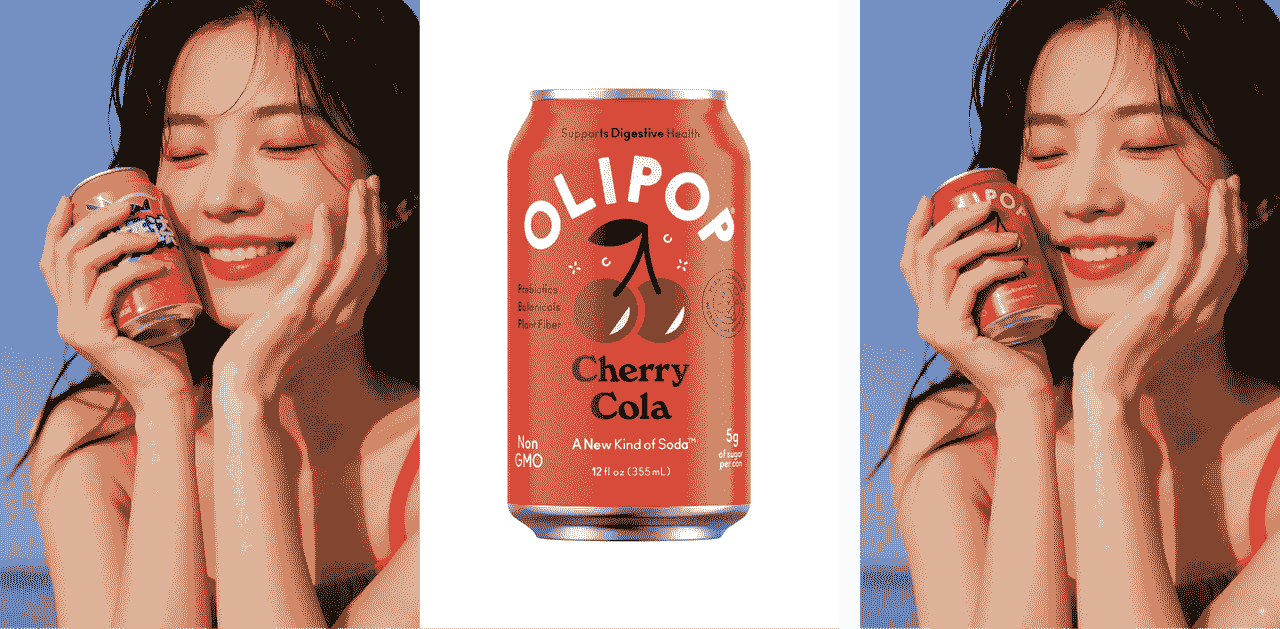 Supports Digestive Health
OLIPOP
Prebiotics
Botanicals
Plant Fiber
Cherry
Cola
Non
GMO
A New Kind of Soda™
12 fl oz (355 mL)
5g
of sugar
per can
LIPOP